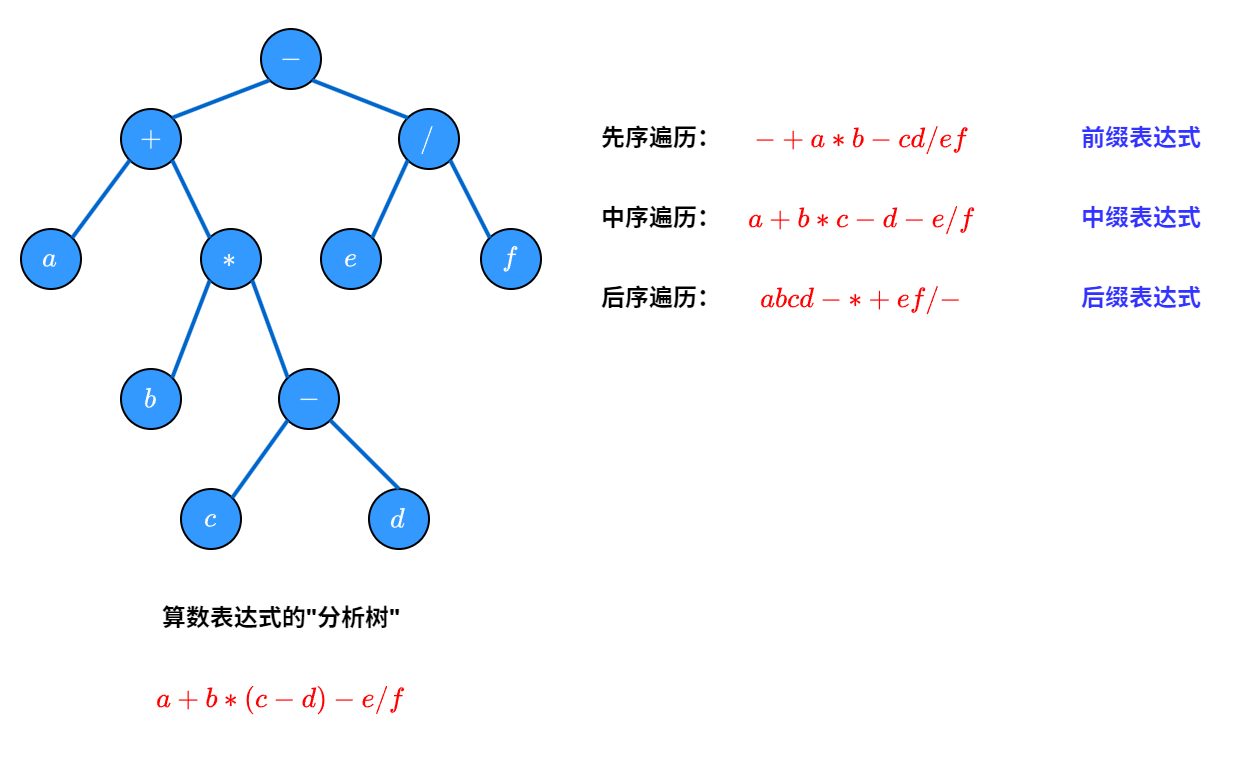 −
+
/
a
∗
e
f
b
−
c
d
先序遍历： − + a ∗ b − cd/ef 前缀表达式
中序遍历： a + b ∗ c − d − e/f 中缀表达式
后序遍历： abcd − ∗ + ef/− 后缀表达式
算数表达式的"分析树"
a + b ∗ (c − d) − e/f